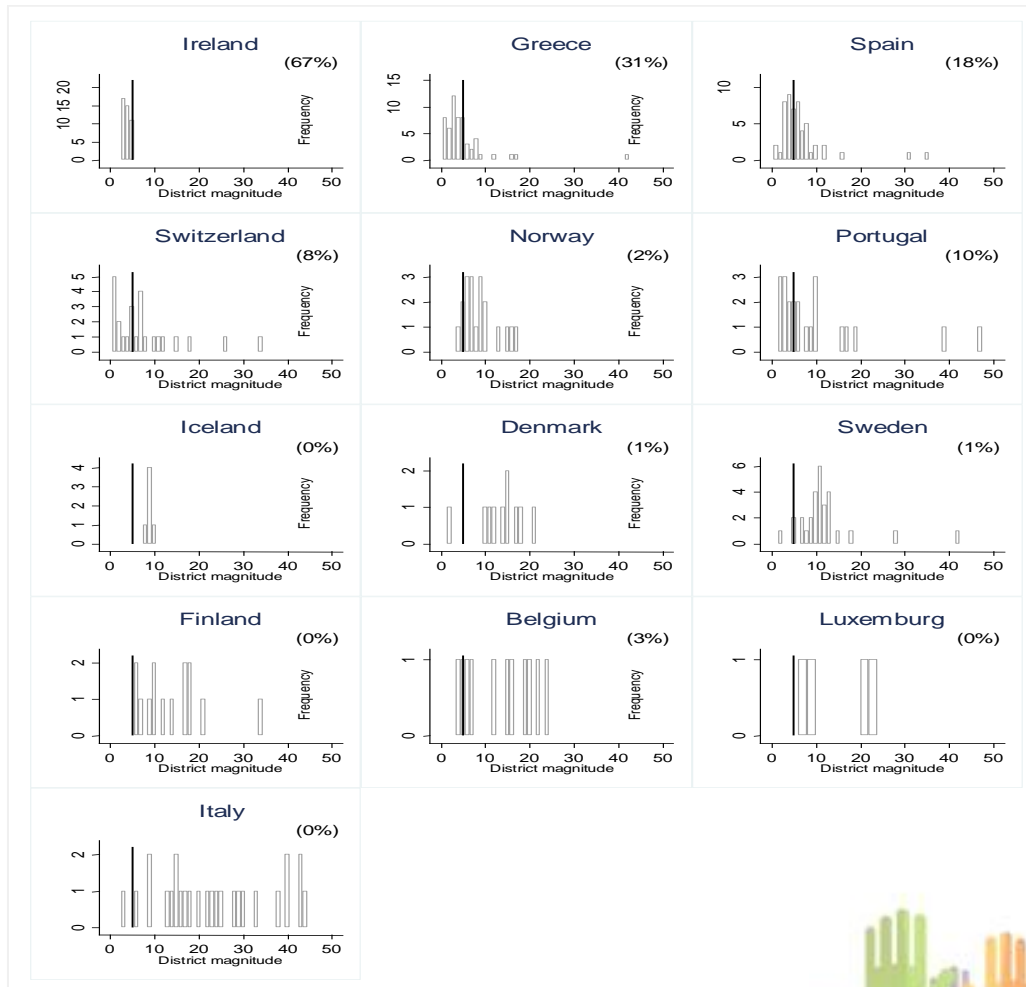 Ireland
(67%)
0 5 10 15 20
0 10 20 30 40 50
District magnitude
Frequency
Greece
(31%)
0 5 10 15
0 10 20 30 40 50
District magnitude
Frequency
Spain
(18%)
0 5 10
0 10 20 30 40 50
District magnitude
Switzerland
(8%)
0 1 2 3 4 5
0 10 20 30 40 50
District magnitude
Frequency
Norway
(2%)
0 1 2 3
0 10 20 30 40 50
District magnitude
Frequency
Portugal
(10%)
0 1 2 3
0 10 20 30 40 50
District magnitude
Iceland
(0%)
0 1 2 3 4
0 10 20 30 40 50
District magnitude
Frequency
Denmark
(1%)
0 1 2
0 10 20 30 40 50
District magnitude
Frequency
Sweden
(1%)
0 2 4 6
0 10 20 30 40 50
District magnitude
Finland
(0%)
0 1 2
0 10 20 30 40 50
District magnitude
Frequency
Belgium
(3%)
0 1
0 10 20 30 40 50
District magnitude
Frequency
Luxemburg
(0%)
0 1
0 10 20 30 40 50
District magnitude
Italy
(0%)
0 1 2
0 10 20 30 40 50
District magnitude